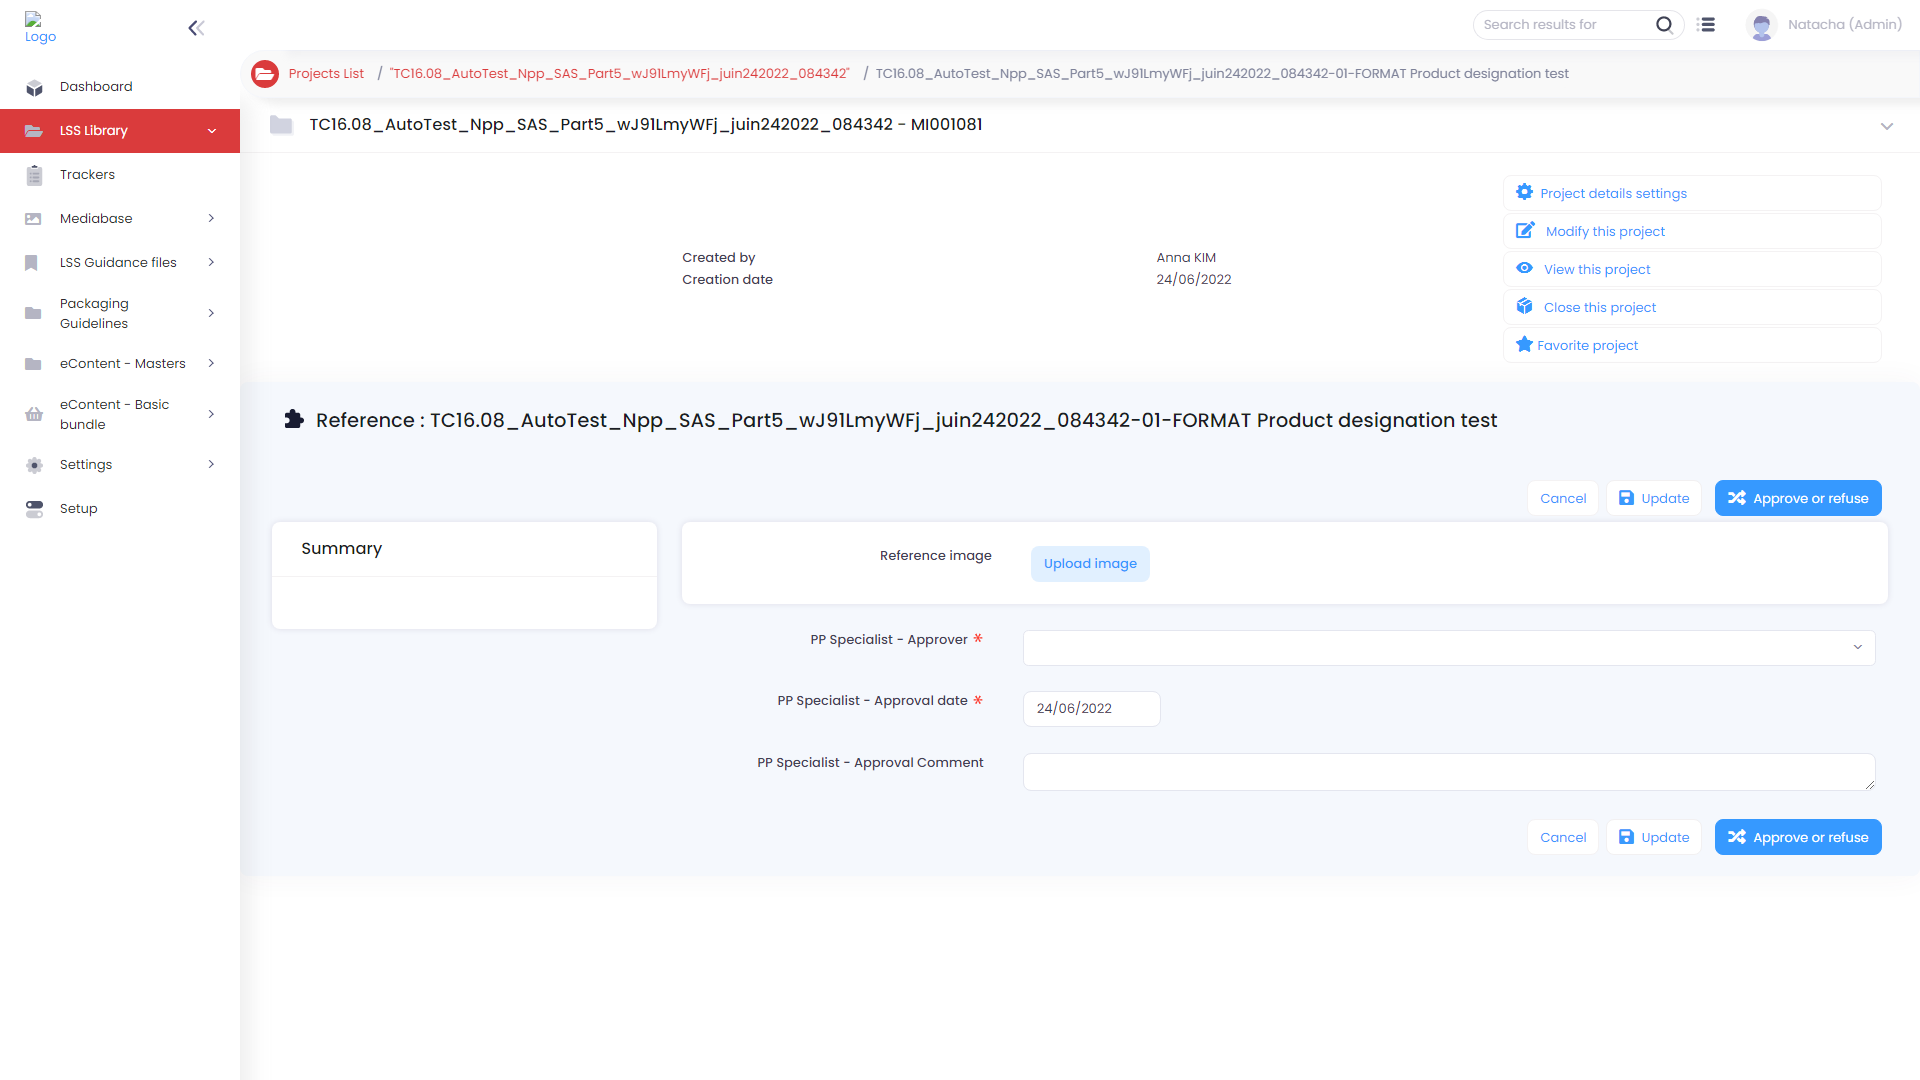 Logo
Search results for
Natacha (Admin)
Projects List / "TC16.08_AutoTest_Npp_SAS_Part5_wJ91LmyWFj_juin242022_084342" / TC16.08_AutoTest_Npp_SAS_Part5_wJ91LmyWFj_juin242022_084342-01-FORMAT Product designation test
Dashboard
LSS Library
Trackers
Mediabase
LSS Guidance files
Packaging
Guidelines
eContent - Masters
eContent - Basic
bundle
Settings
Setup
TC16.08_AutoTest_Npp_SAS_Part5_wJ91LmyWFj_juin242022_084342 - MI001081
Created by Anna KIM
Creation date 24/06/2022
Project details settings
Modify this project
View this project
Close this project
Favorite project
Reference : TC16.08_AutoTest_Npp_SAS_Part5_wJ91LmyWFj_juin242022_084342-01-FORMAT Product designation test
Cancel Update Approve or refuse
Summary
Reference image Upload image
PP Specialist - Approver *
PP Specialist - Approval date * 24/06/2022
PP Specialist - Approval Comment
Cancel Update Approve or refuse